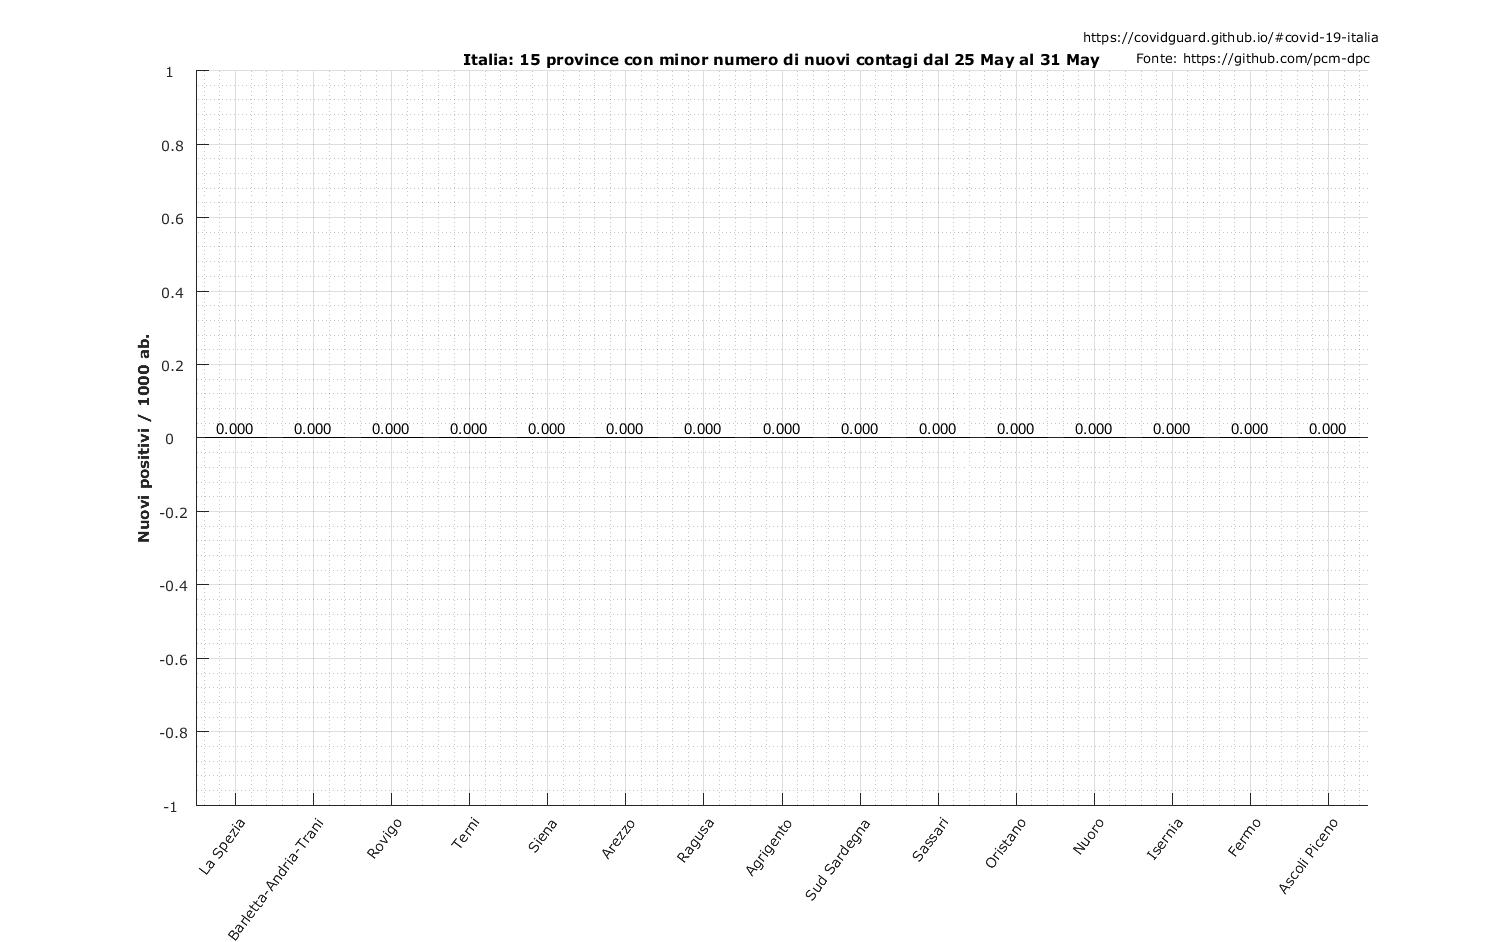 https://covidguard.github.io/#covid-19-italia
Italia: 15 province con minor numero di nuovi contagi dal 25 May al 31 May
Fonte: https://github.com/pcm-dpc
Nuovi positivi / 1000 ab.
1
0.8
0.6
0.4
0.2
0
-0.2
-0.4
-0.6
-0.8
-1
0.000 0.000 0.000 0.000 0.000 0.000 0.000 0.000 0.000 0.000 0.000 0.000 0.000 0.000 0.000
La Spezia
Barletta-Andria-Trani
Rovigo
Terni
Siena
Arezzo
Ragusa
Agrigento
Sud Sardegna
Sassari
Oristano
Nuoro
Isernia
Fermo
Ascoli Piceno